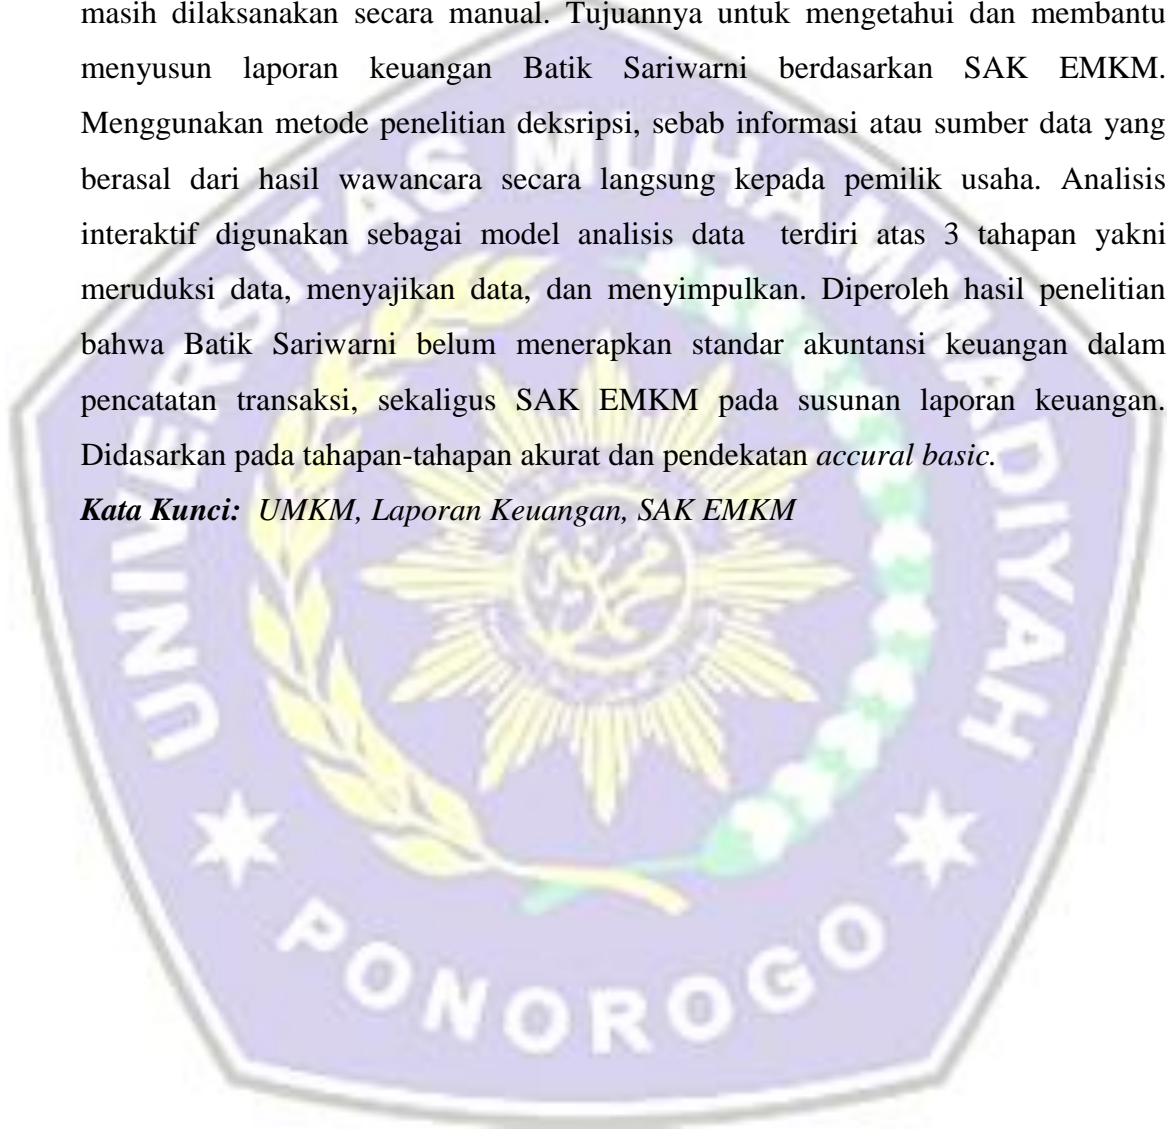 masih dilaksanakan secara manual. Tujuannya untuk mengetahui dan membantu
menyusun laporan keuangan Batik Sariwarni berdasarkan SAK EMKM.
Menggunakan metode penelitian deksripsi, sebab informasi atau sumber data yang
berasal dari hasil wawancara secara langsung kepada pemilik usaha. Analisis
interaktif digunakan sebagai model analisis data terdiri atas 3 tahapan yakni
meruduksi data, menyajikan data, dan menyimpulkan. Diperoleh hasil penelitian
bahwa Batik Sariwarni belum menerapkan standar akuntansi keuangan dalam
pencatatan transaksi, sekaligus SAK EMKM pada susunan laporan keuangan.
Didasarkan pada tahapan-tahapan akurat dan pendekatan accural basic.
Kata Kunci: UMKM, Laporan Keuangan, SAK EMKM
UNIVERSITAS MUHAMMADIYAH
PONOROGO